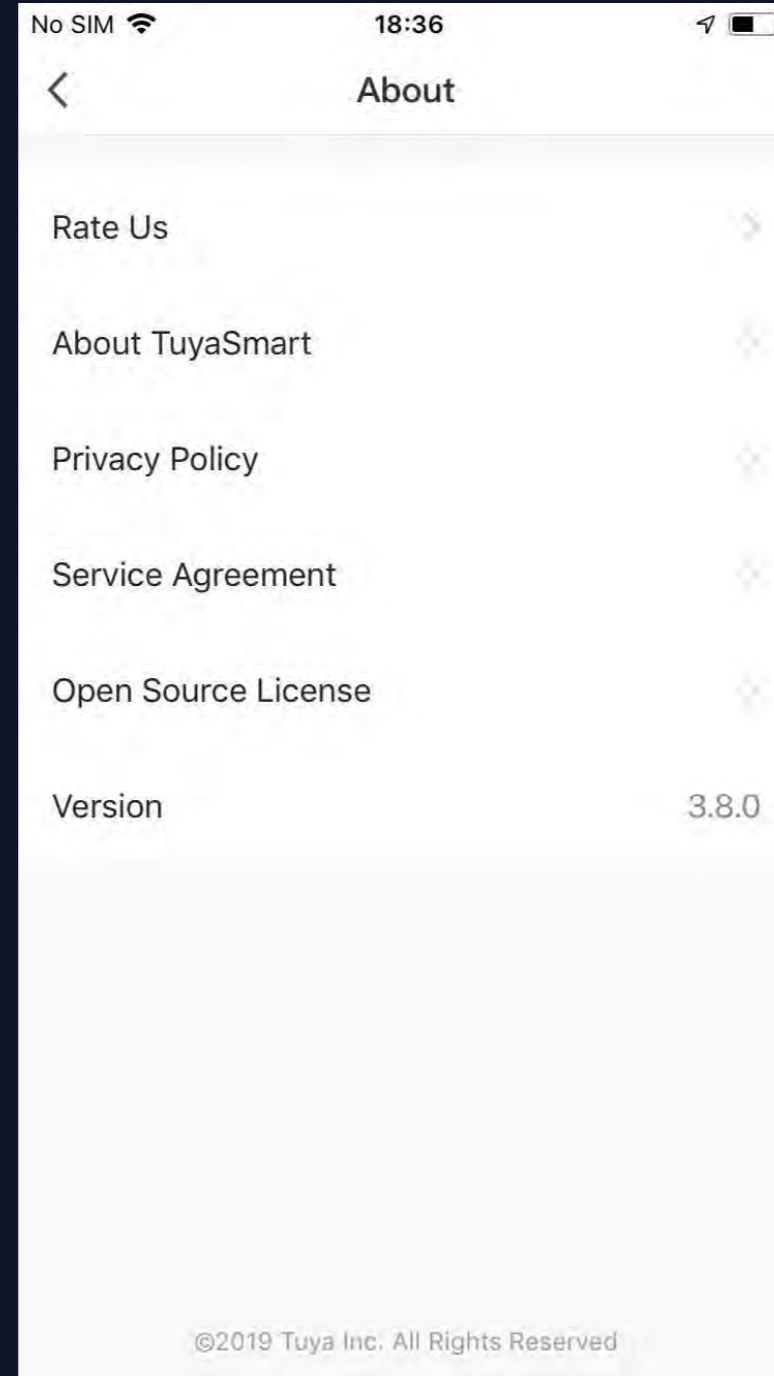 No SIM 18:36
About
Rate Us
About TuyaSmart
Privacy Policy
Service Agreement
Open Source License
Version 3.8.0
©2019 Tuya Inc. All Rights Reserved